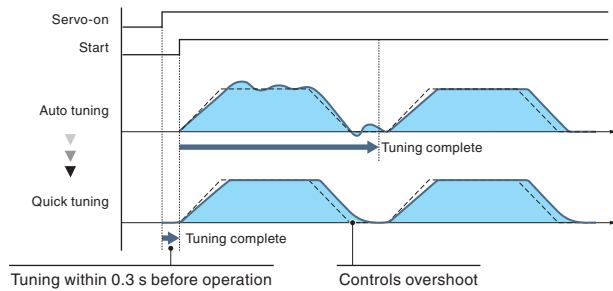 Servo-on
Start
Auto tuning
Tuning complete
Quick tuning
Tuning complete
Tuning within 0.3 s before operation
Controls overshoot